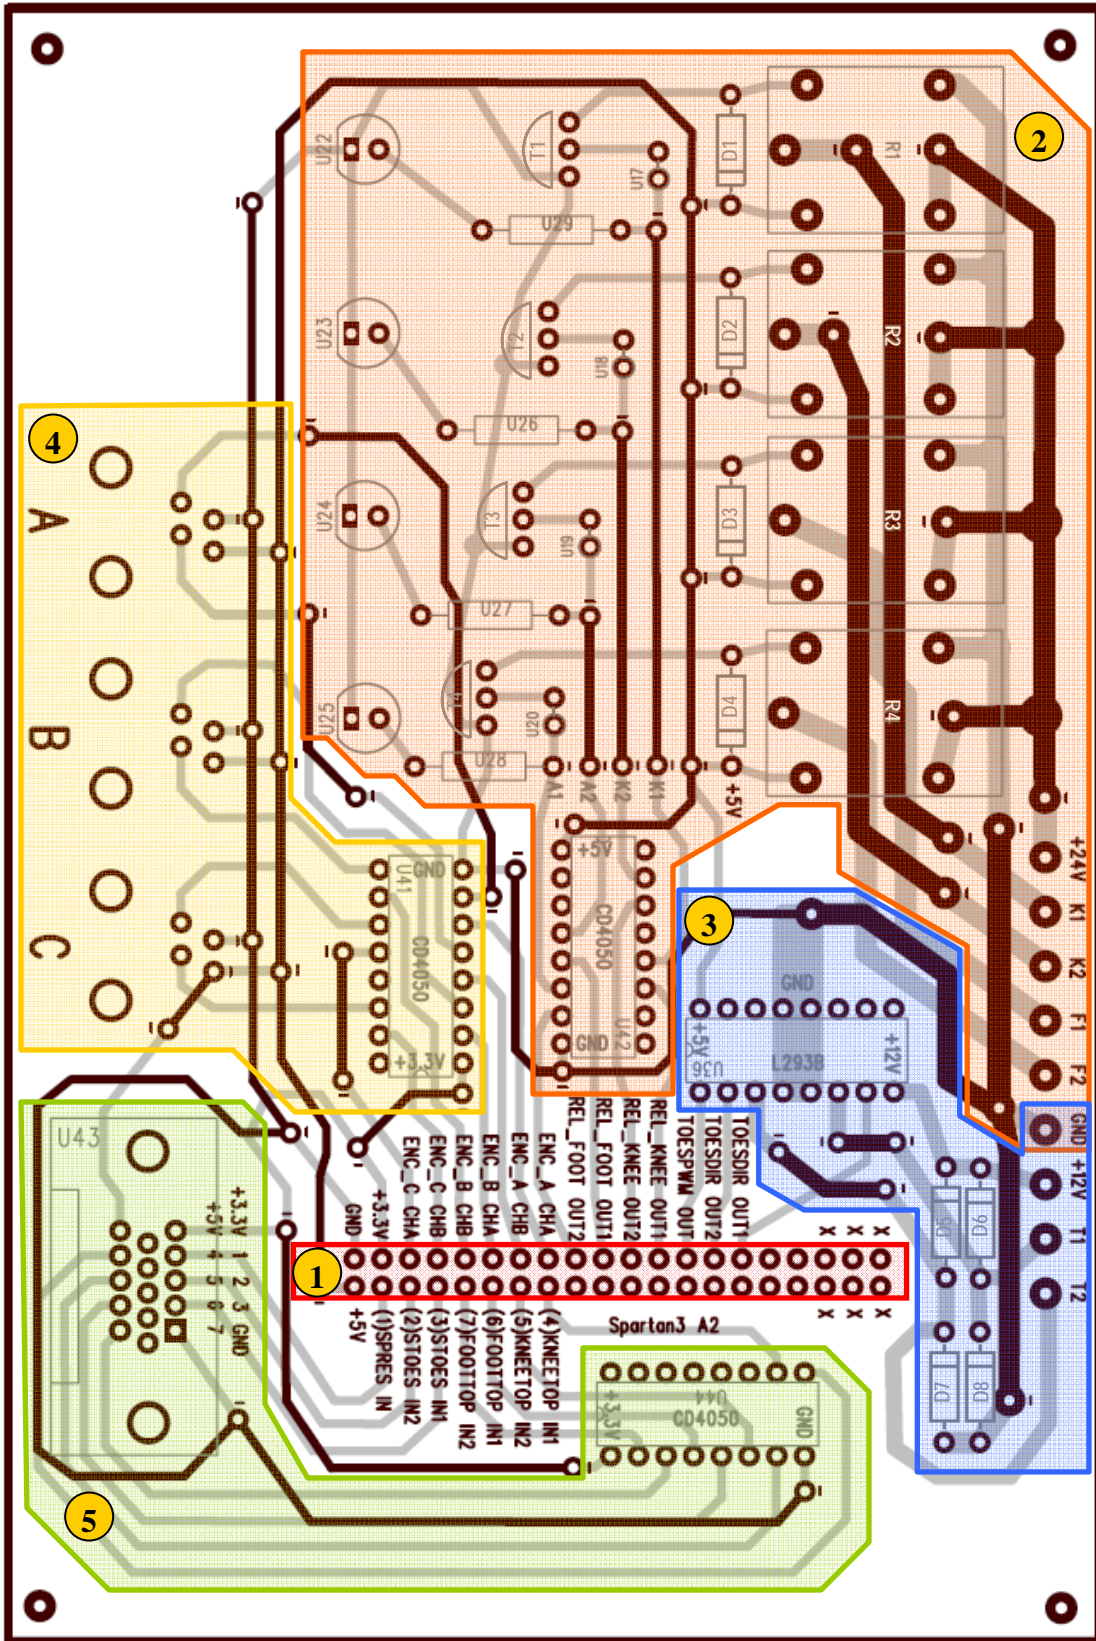 2
U22
T1
U17
D1
R1
U29
U23
T2
U18
D2
R2
U26
4
A
U24
T3
U19
D3
R3
U27
B
U25
T4
U20
D4
R4
U28
A1
A2
K2
K1
+5V
+24V
K1
K2
F1
F2
GND
+12V
T1
T2
C
U41
GND
CD4050
+3.3V
+5V
CD4050
GND
U42
3
GND
+5V
U36
L293B
+12V
U43
+3.3V
+5V
1
4
2
5
3
6
GND
7
GND
+3.3V
ENC_C CHA
ENC_C CHB
ENC_B CHB
ENC_B CHA
ENC_A CHB
ENC_A CHA
REL_FOOT OUT2
REL_FOOT OUT1
REL_KNEE OUT2
REL_KNEE OUT1
TOESPWM OUT
TOESDIR OUT2
TOESDIR OUT1
X
X
X
1
+5V
(1)SPRES IN
(2)STOES IN2
(3)STOES IN1
(7)FOOTTOP IN2
(6)FOOTTOP IN1
(5)KNEETOP IN2
(4)KNEETOP IN1
Spartan3 A2
X
X
X
D6
D7
D8
U44
+3.3V
CD4050
GND
5